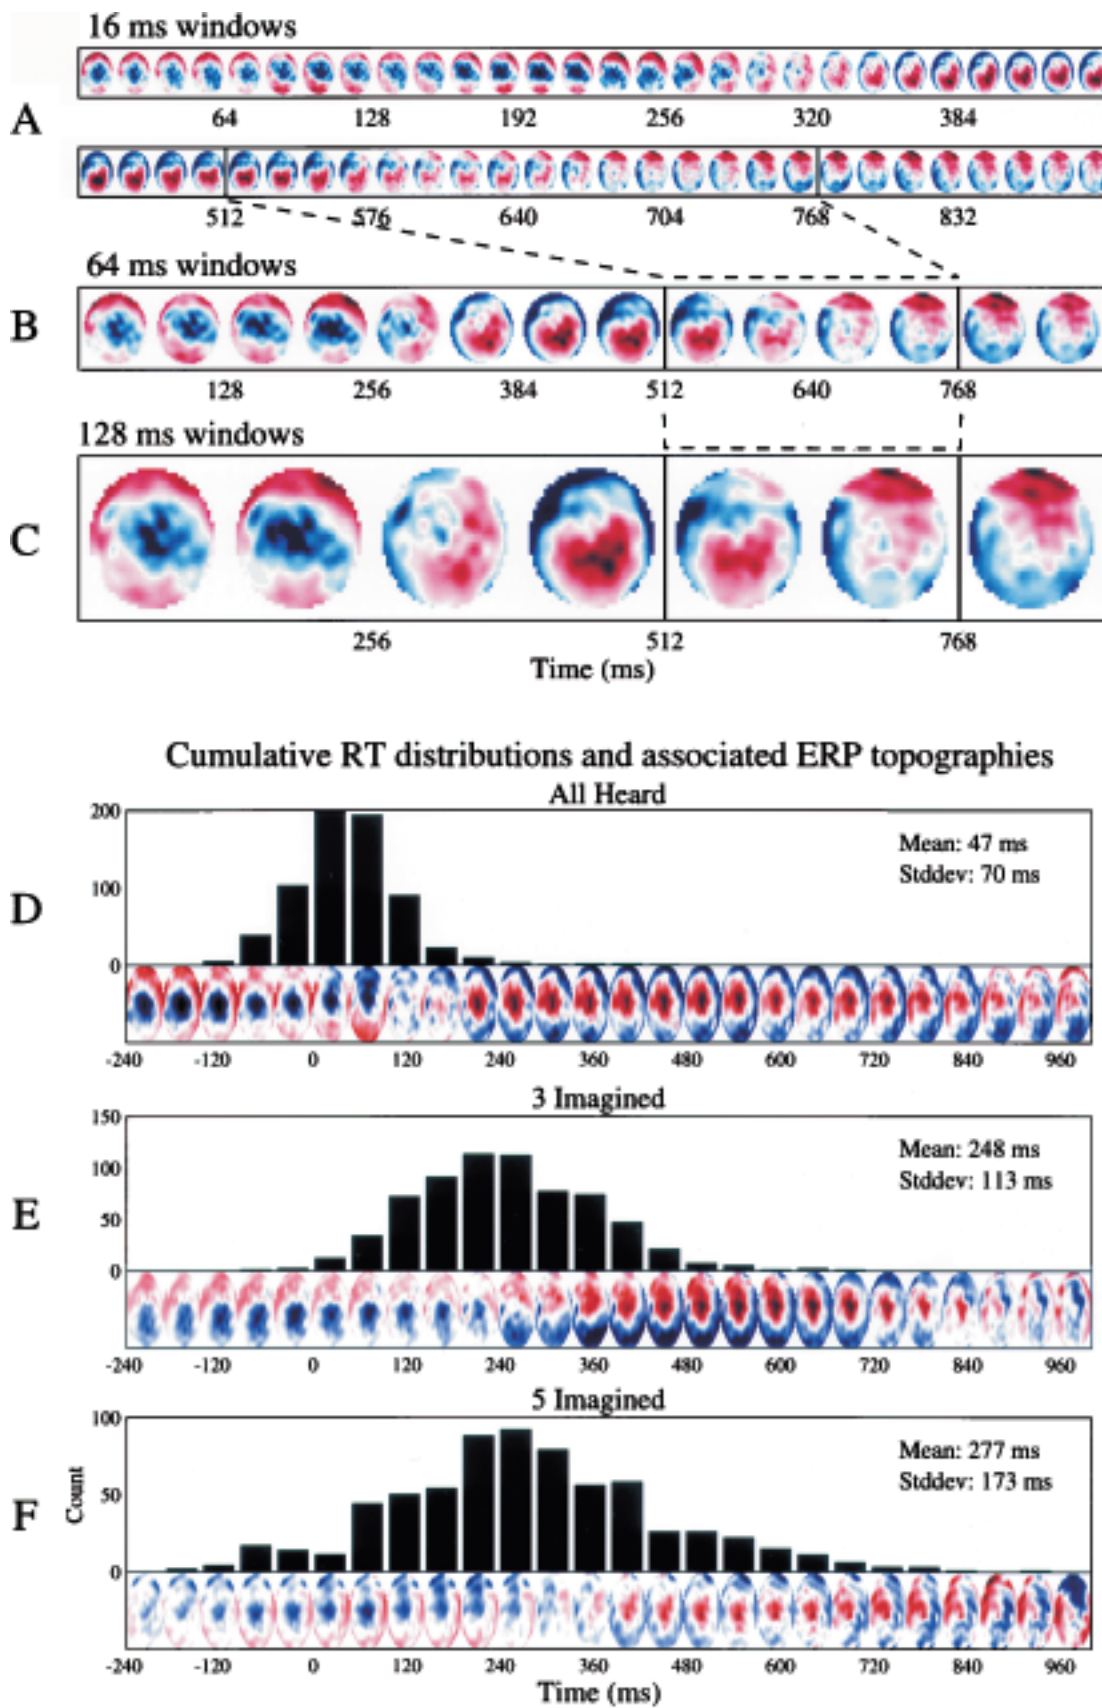 16 ms windows
A
64 128 192 256 320 384
512 576 640 704 768 832
64 ms windows
B
128 256 384 512 640 768
128 ms windows
C
256 512 768
Time (ms)
Cumulative RT distributions and associated ERP topographies
All Heard
200
Mean: 47 ms
Stddev: 70 ms
100
D
0
-240 -120 0 120 240 360 480 600 720 840 960
3 Imagined
150
Mean: 248 ms
100
Stddev: 113 ms
E
50
0
-240 -120 0 120 240 360 480 600 720 840 960
5 Imagined
100
Mean: 277 ms
Stddev: 173 ms
50
F
Count
0
-240 -120 0 120 240 360 480 600 720 840 960
Time (ms)